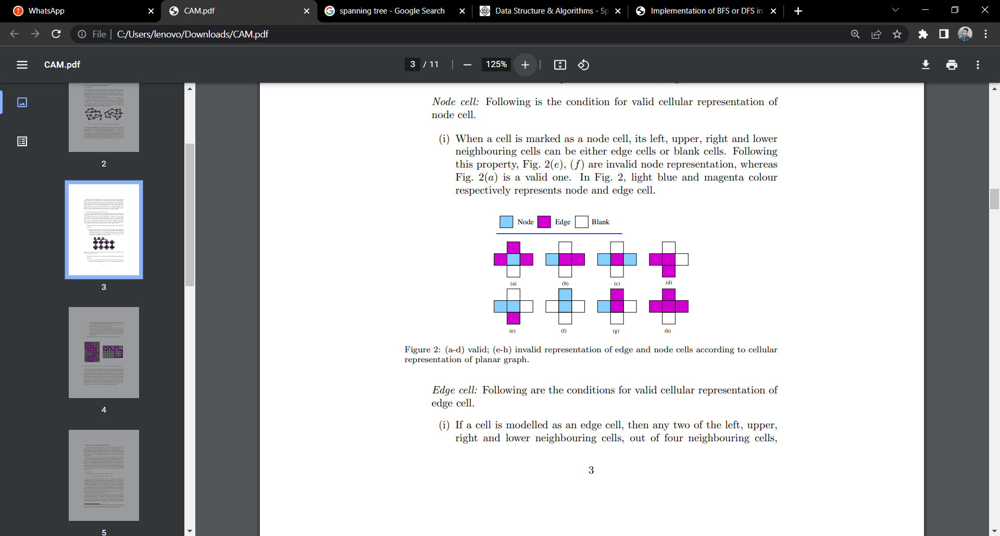 WhatsApp
CAM.pdf
spanning tree - Google Search
Data Structure & Algorithms - Sp
Implementation of BFS or DFS in
File
C:/Users/lenovo/Downloads/CAM.pdf
CAM.pdf
3 / 11
125%
2
3
4
5
Node cell: Following is the condition for valid cellular representation of
node cell.
(i) When a cell is marked as a node cell, its left, upper, right and lower
neighbouring cells can be either edge cells or blank cells. Following
this property, Fig. 2(e), (f) are invalid node representation, whereas
Fig. 2(a) is a valid one. In Fig. 2, light blue and magenta colour
respectively represents node and edge cell.
Node Edge Blank
(a) (b) (c) (d)
(e) (f) (g) (h)
Figure 2: (a-d) valid; (e-h) invalid representation of edge and node cells according to cellular
representation of planar graph.
Edge cell: Following are the conditions for valid cellular representation of
edge cell.
(i) If a cell is modelled as an edge cell, then any two of the left, upper,
right and lower neighbouring cells, out of four neighbouring cells,
3